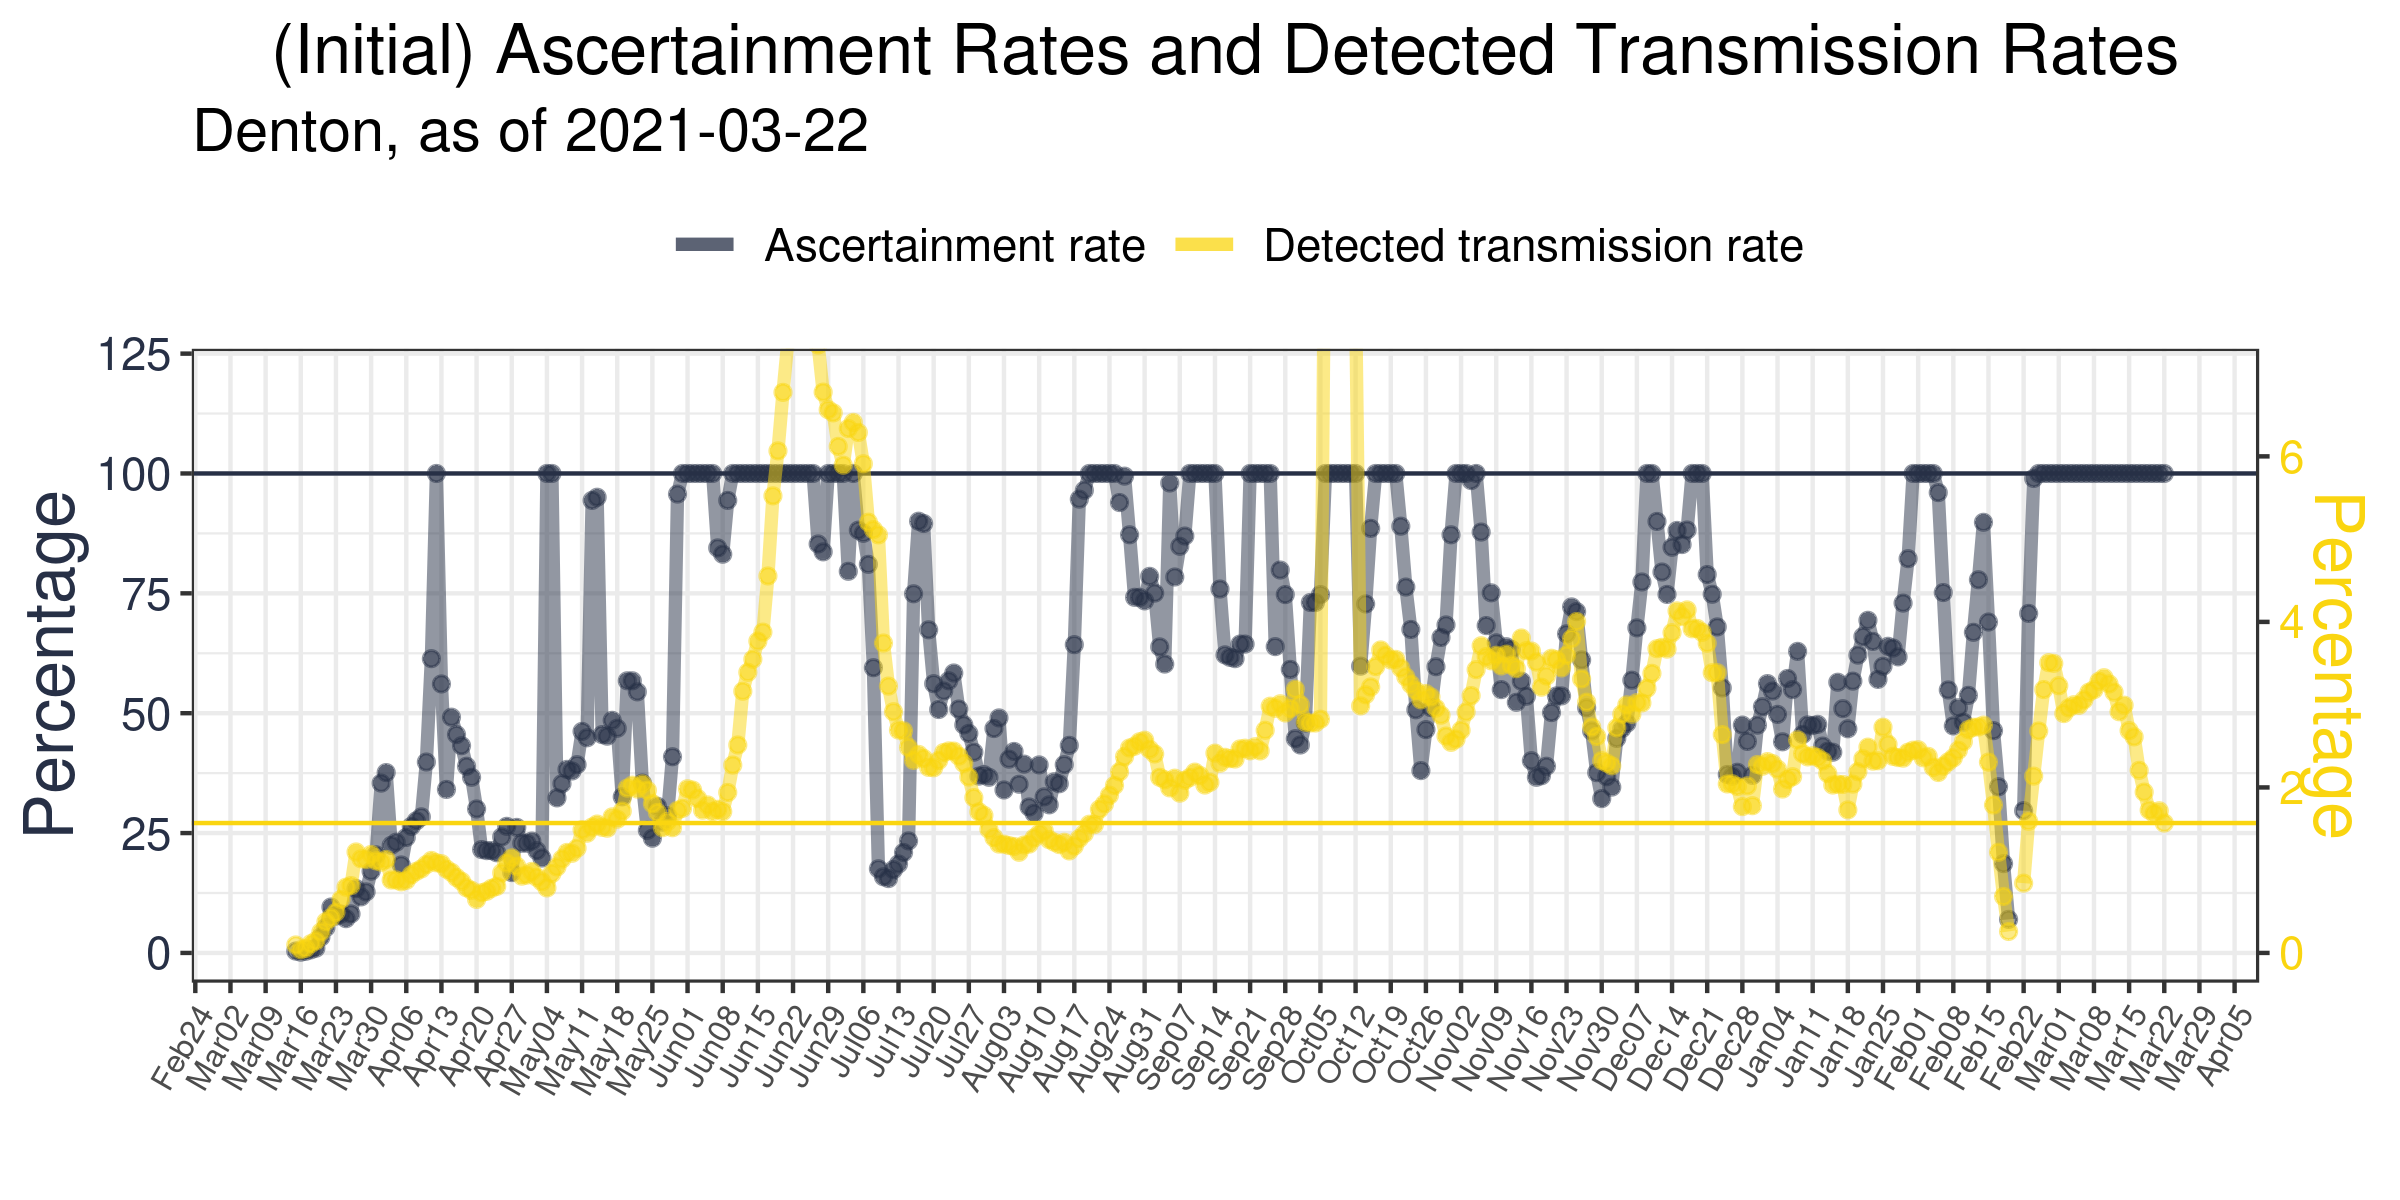 (Initial) Ascertainment Rates and Detected Transmission Rates
Denton, as of 2021-03-22
Ascertainment rate
Detected transmission rate
125
100
75
50
25
0
Percentage
6
4
2
0
Percentage
Feb24
Mar02
Mar09
Mar16
Mar23
Mar30
Apr06
Apr13
Apr20
Apr27
May04
May11
May18
May25
Jun01
Jun08
Jun15
Jun22
Jun29
Jul06
Jul13
Jul20
Jul27
Aug03
Aug10
Aug17
Aug24
Aug31
Sep07
Sep14
Sep21
Sep28
Oct05
Oct12
Oct19
Oct26
Nov02
Nov09
Nov16
Nov23
Nov30
Dec07
Dec14
Dec21
Dec28
Jan04
Jan11
Jan18
Jan25
Feb01
Feb08
Feb15
Feb22
Mar01
Mar08
Mar15
Mar22
Mar29
Apr05